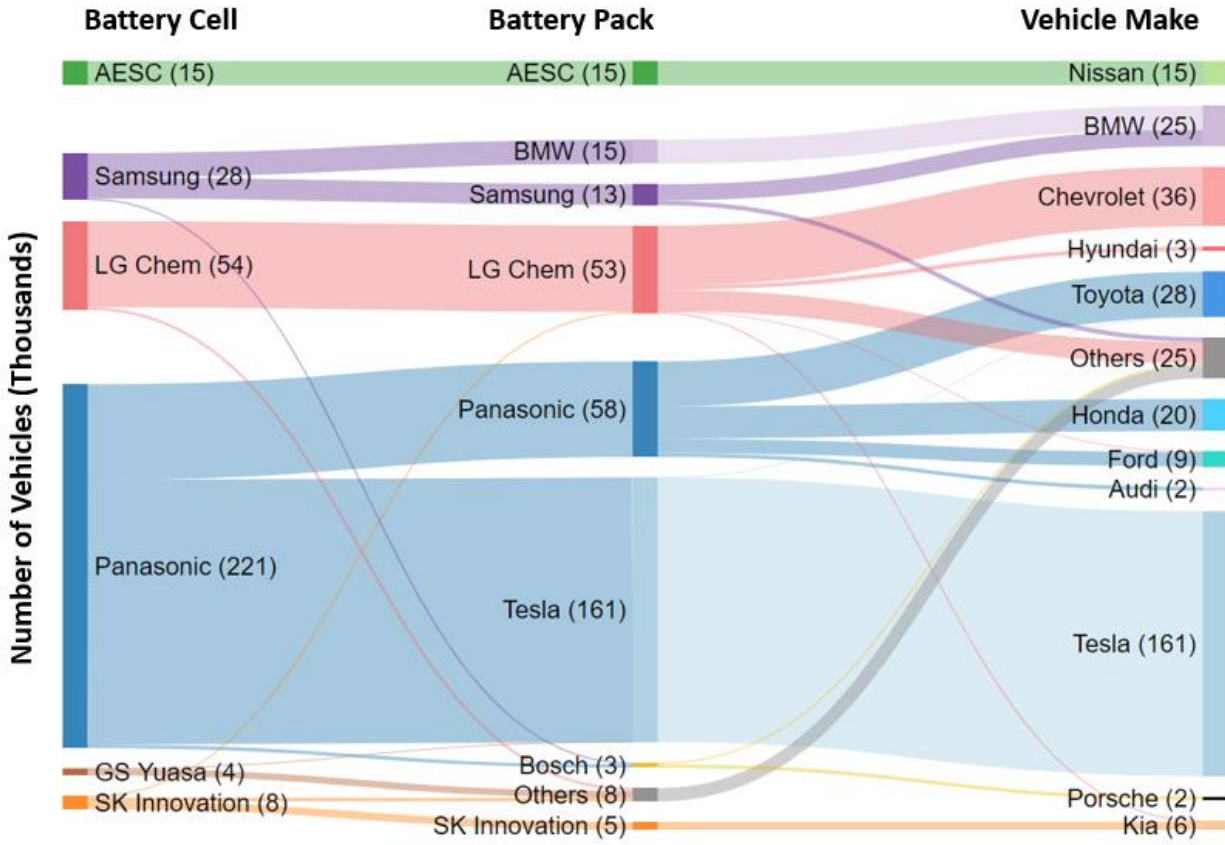 Battery Cell
Battery Pack
Vehicle Make
Number of Vehicles (Thousands)
AESC (15)
Samsung (28)
LG Chem (54)
Panasonic (221)
GS Yuasa (4)
SK Innovation (8)
AESC (15)
BMW (15)
Samsung (13)
LG Chem (53)
Panasonic (58)
Tesla (161)
Bosch (3)
Others (8)
SK Innovation (5)
Nissan (15)
BMW (25)
Chevrolet (36)
Hyundai (3)
Toyota (28)
Others (25)
Honda (20)
Ford (9)
Audi (2)
Tesla (161)
Porsche (2)
Kia (6)